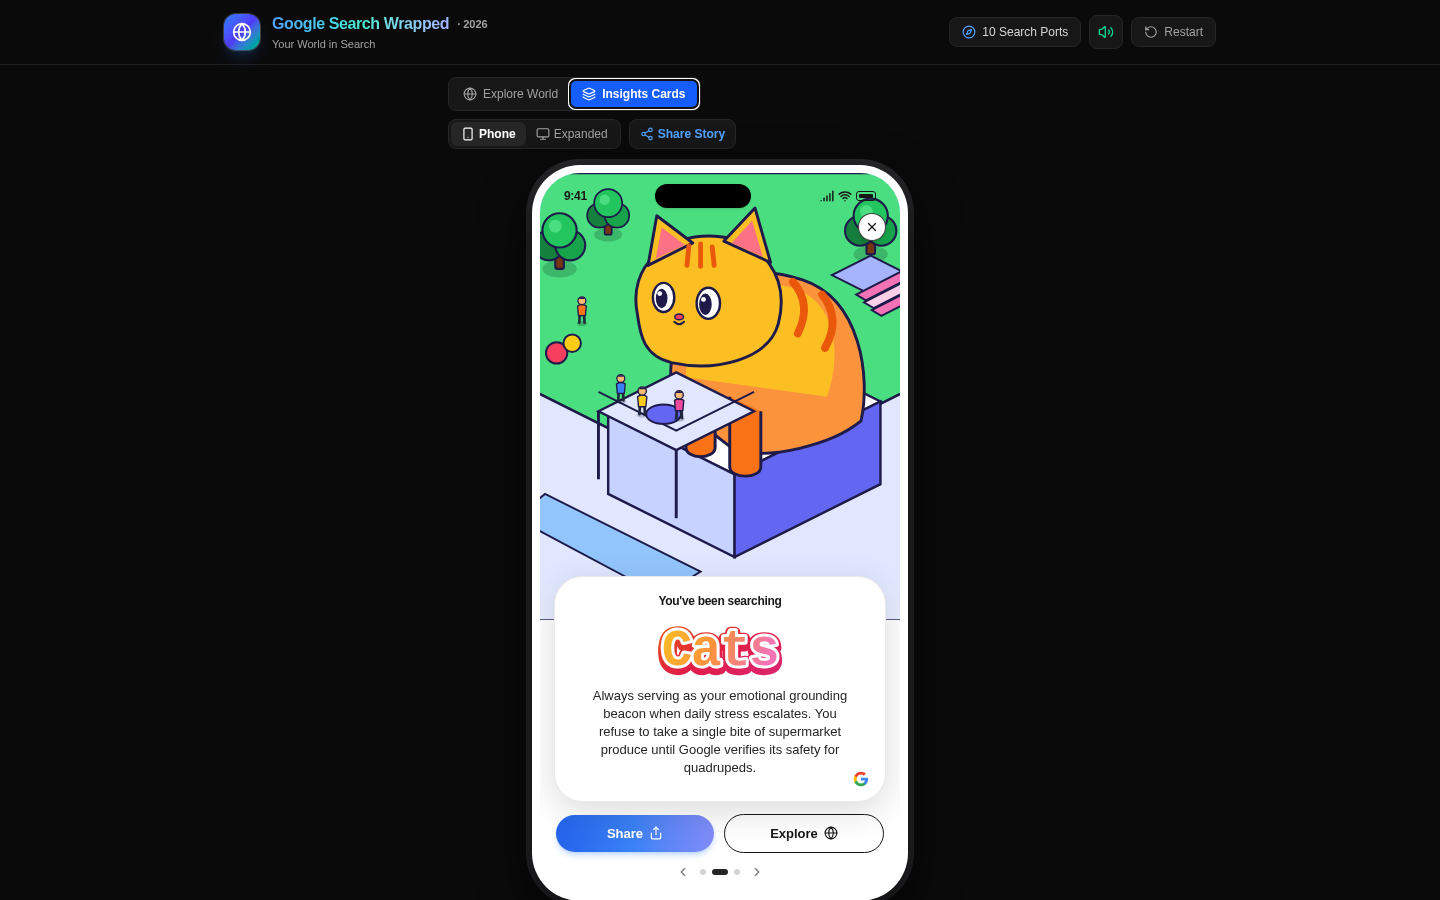 Google Search Wrapped · 2026
Your World in Search
10 Search Ports
Restart
Explore World
Insights Cards
Phone
Expanded
Share Story
9:41
You've been searching
Cats
Always serving as your emotional grounding
beacon when daily stress escalates. You
refuse to take a single bite of supermarket
produce until Google verifies its safety for
quadrupeds.
G
Share
Explore